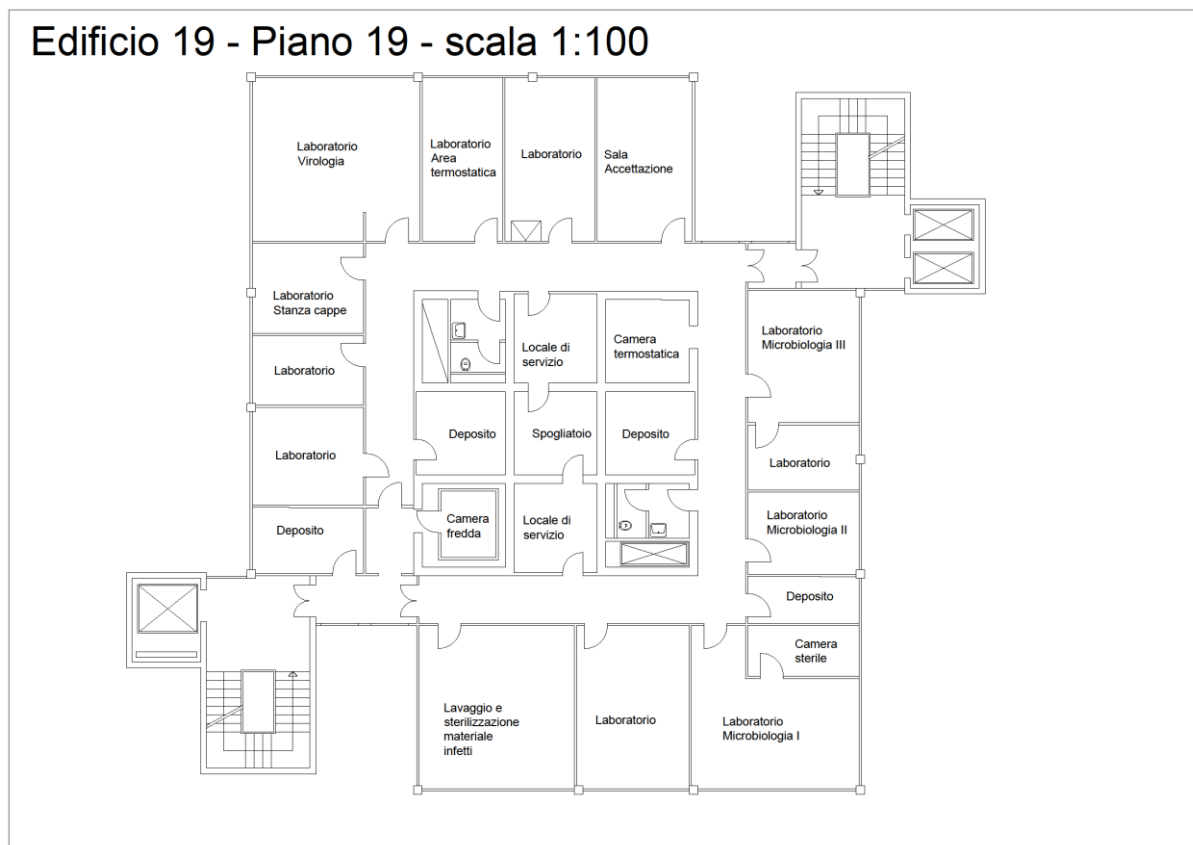 Edificio 19 - Piano 19 - scala 1:100
Laboratorio
Virologia
Laboratorio
Area
termostatica
Laboratorio
Sala
Accettazione
Laboratorio
Stanza cappe
Locale di
servizio
Camera
termostatica
Laboratorio
Microbiologia III
Laboratorio
Deposito
Spogliatoio
Deposito
Laboratorio
Laboratorio
Deposito
Camera
fredda
Locale di
servizio
Laboratorio
Microbiologia II
Deposito
Camera
sterile
Lavaggio e
sterilizzazione
materiale
infetti
Laboratorio
Laboratorio
Microbiologia I